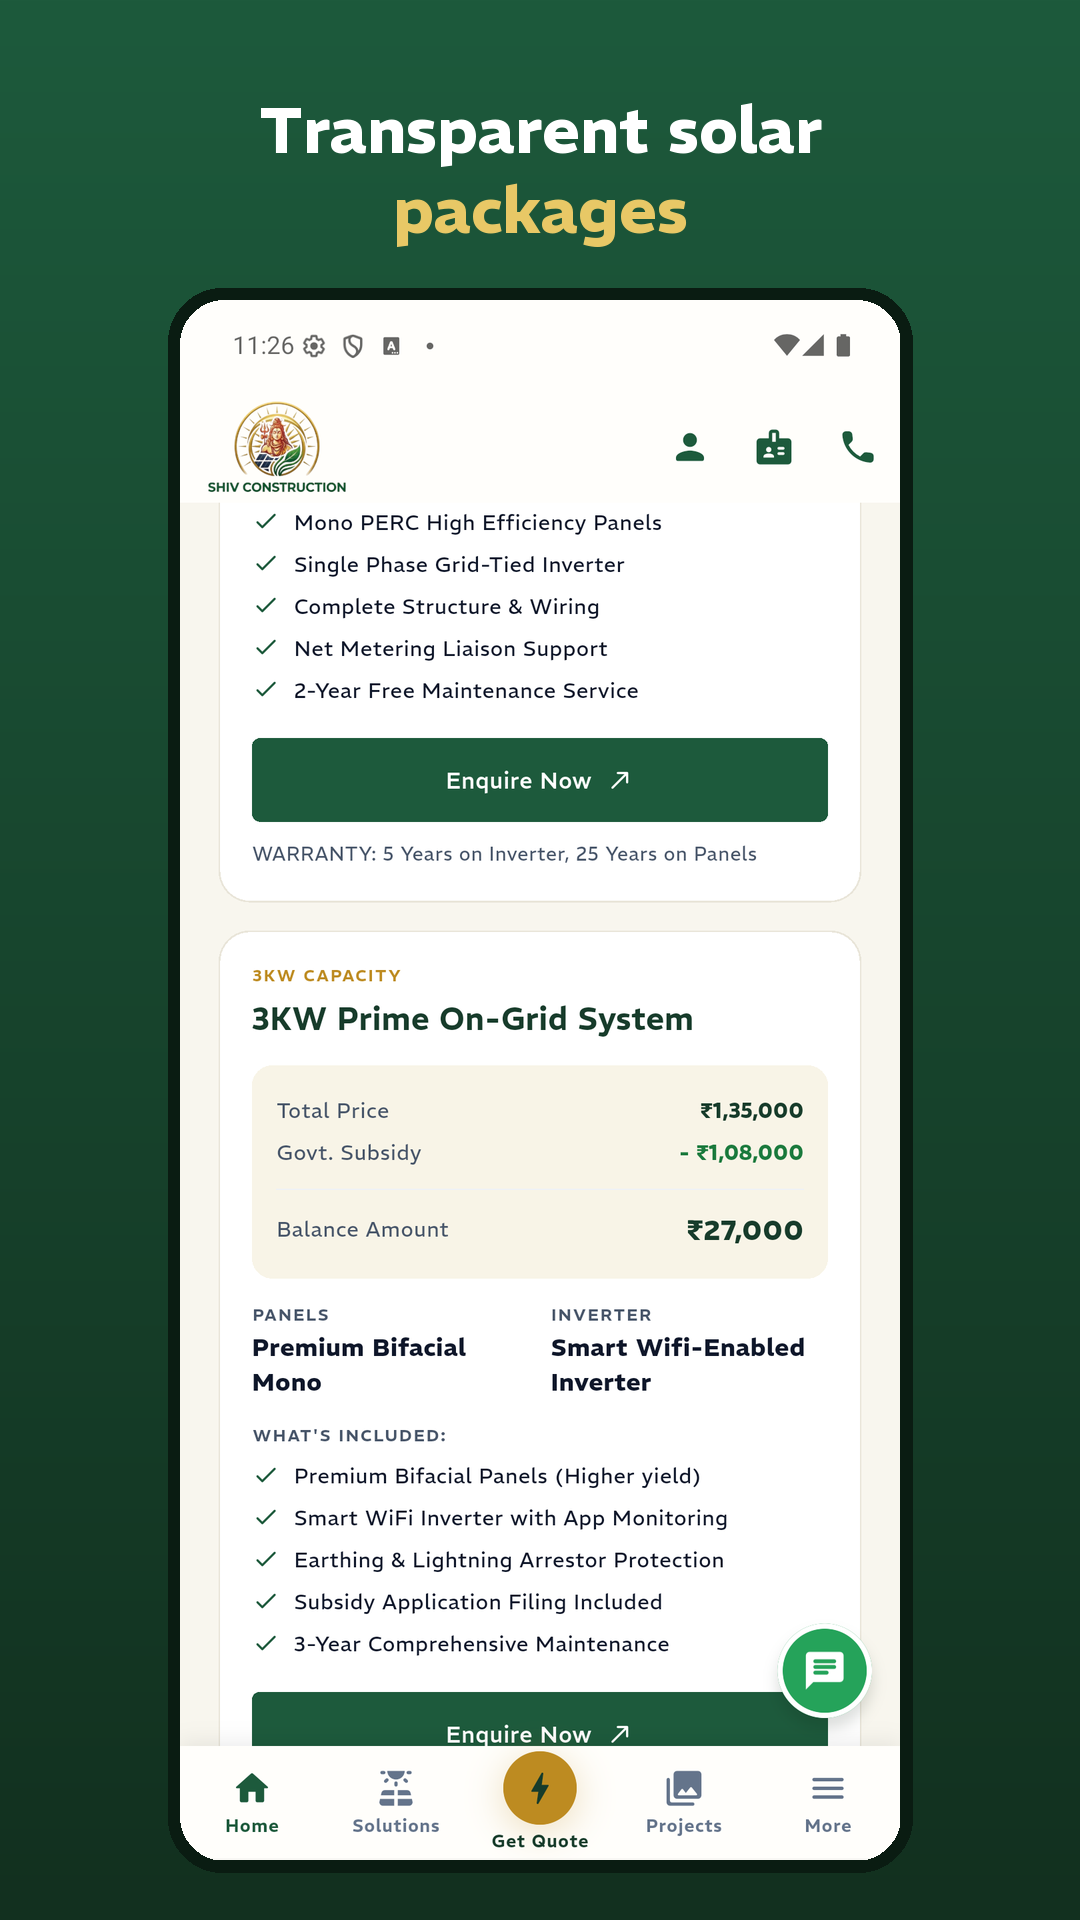 Transparent solar
packages
11:26
SHIV CONSTRUCTION
Mono PERC High Efficiency Panels
Single Phase Grid-Tied Inverter
Complete Structure & Wiring
Net Metering Liaison Support
2-Year Free Maintenance Service
Enquire Now
WARRANTY: 5 Years on Inverter, 25 Years on Panels
3KW CAPACITY
3KW Prime On-Grid System
Total Price ₹1,35,000
Govt. Subsidy - ₹1,08,000
Balance Amount ₹27,000
PANELS INVERTER
Premium Bifacial Smart Wifi-Enabled
Mono Inverter
WHAT'S INCLUDED:
Premium Bifacial Panels (Higher yield)
Smart WiFi Inverter with App Monitoring
Earthing & Lightning Arrestor Protection
Subsidy Application Filing Included
3-Year Comprehensive Maintenance
Enquire Now
Home Solutions Get Quote Projects More